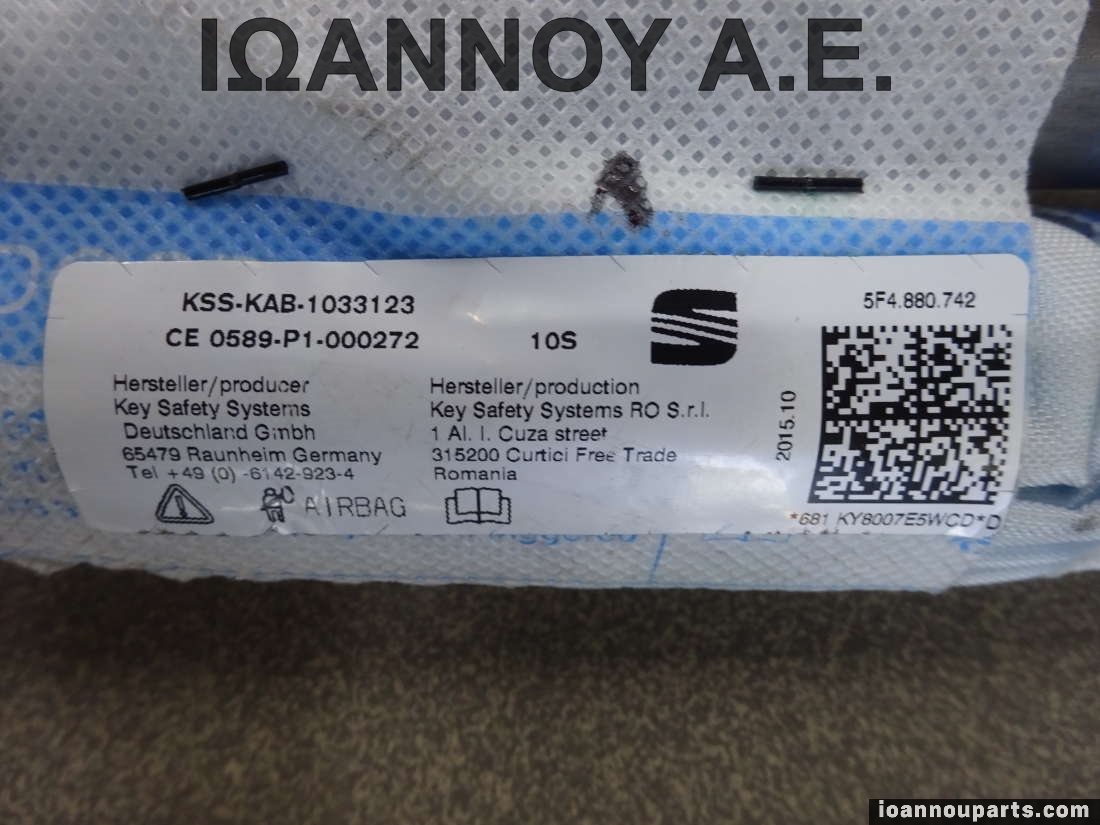 ΙΩΑΝΝΟΥ Α.Ε.
KSS-KAB-1033123
CE 0589-P1-000272
10S
5F4.880.742
Hersteller/producer
Key Safety Systems
Deutschland Gmbh
65479 Raunheim Germany
Tel +49 (0) -6142-923-4
AIRBAG
Hersteller/production
Key Safety Systems RO S.r.l.
1 Al. I. Cuza street
315200 Curtici Free Trade
Romania
2015.10
*681 KY8007E5WCD*D
ioannouparts.com